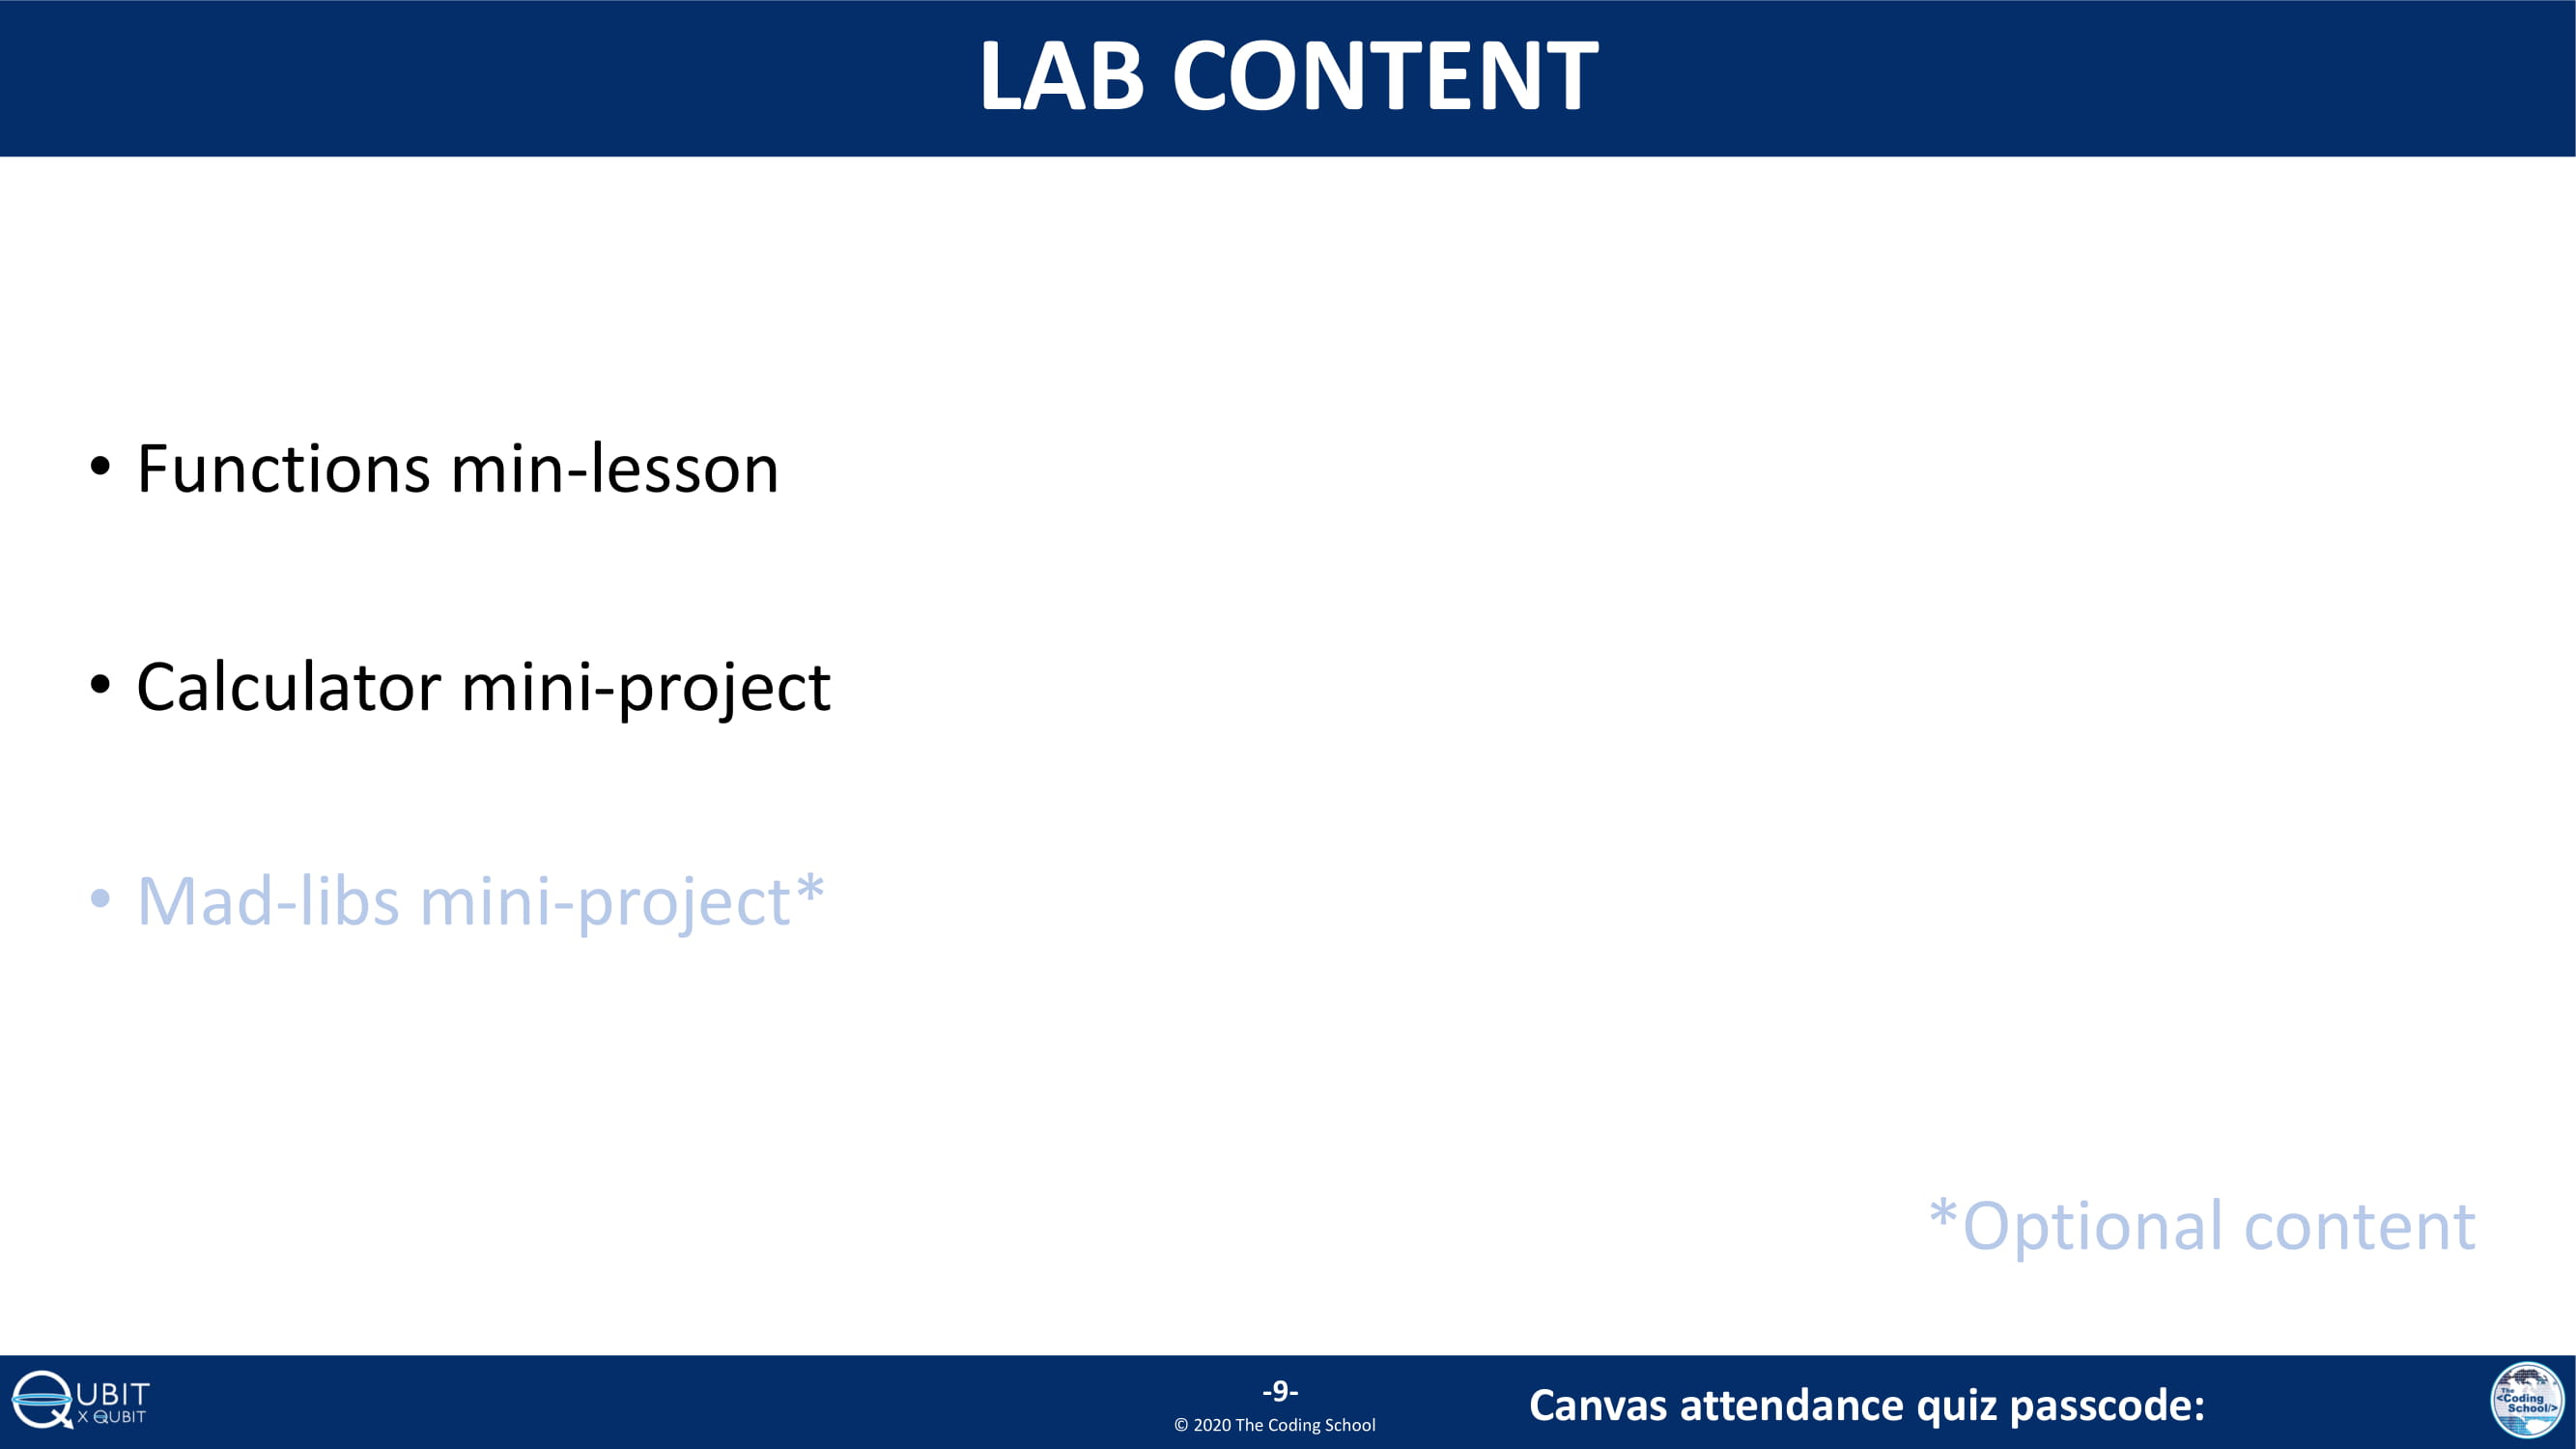 LAB CONTENT
• Functions min-lesson
• Calculator mini-project
• Mad-libs mini-project*
*Optional content
QUBIT
X QUBIT
-9-
© 2020 The Coding School
Canvas attendance quiz passcode:
The
<Coding
School/>